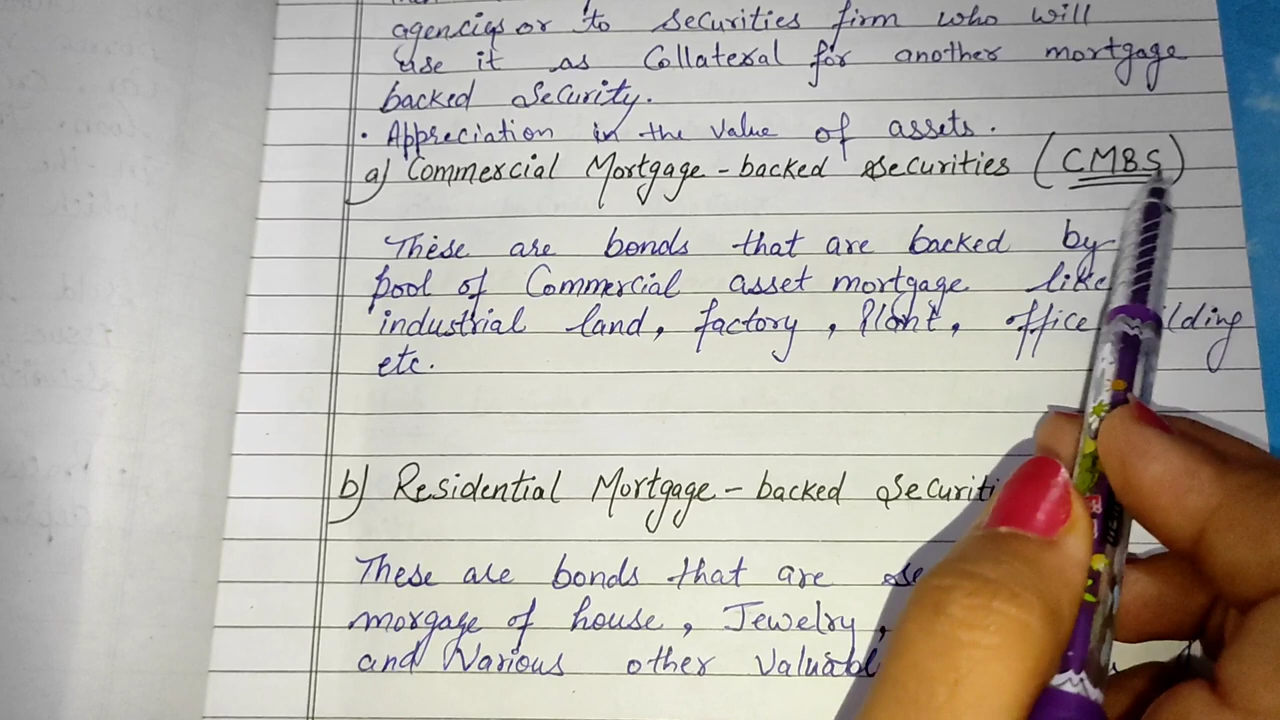 agencies or to securities firm who will
use it as Collateral for another mortgage
backed Security.
• Appreciation in the value of assets.
a) Commercial Mortgage-backed securities (CMBS)
These are bonds that are backed by
pool of Commercial asset mortgage like
industrial land, factory, Plant, office ilding
etc.
b) Residential Mortgage-backed Securiti
These are bonds that are se
morgage of house, Jewelry,
and Various other Valuabl